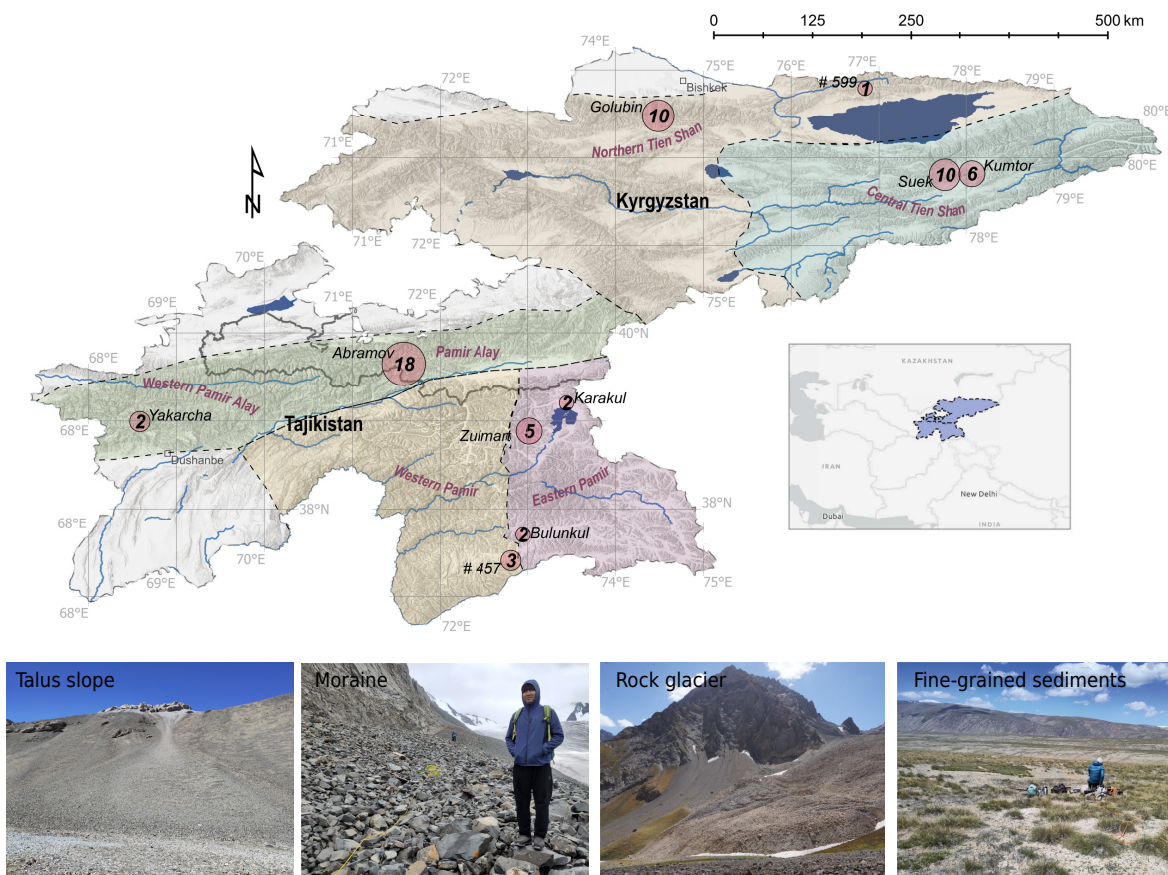 0 125 250 500 km
74°E
75°E
76°E
77°E
78°E
79°E
80°E
72°E
Bishkek
# 599
1
Golubin
10
Northern Tien Shan
71°E
80°N
Suek
10
6
Kumtor
Kyrgyzstan
Central Tien Shan
79°E
N
71°E
72°E
78°E
70°E
69°E
71°E
72°E
75°E
40°N
68°E
Abramov
18
Pamir Alay
Western Pamir Alay
2
Karakul
2
Yakarcha
Tajikistan
68°E
Zuimari
5
Dushanbe
Western Pamir
Eastern Pamir
38°N
38°N
68°E
2
Bulunkul
70°E
# 457
3
69°E
74°E
75°E
68°E
72°E
KAZAKHSTAN
IRAN
New Delhi
Dubai
INDIA
Talus slope
Moraine
Rock glacier
Fine-grained sediments